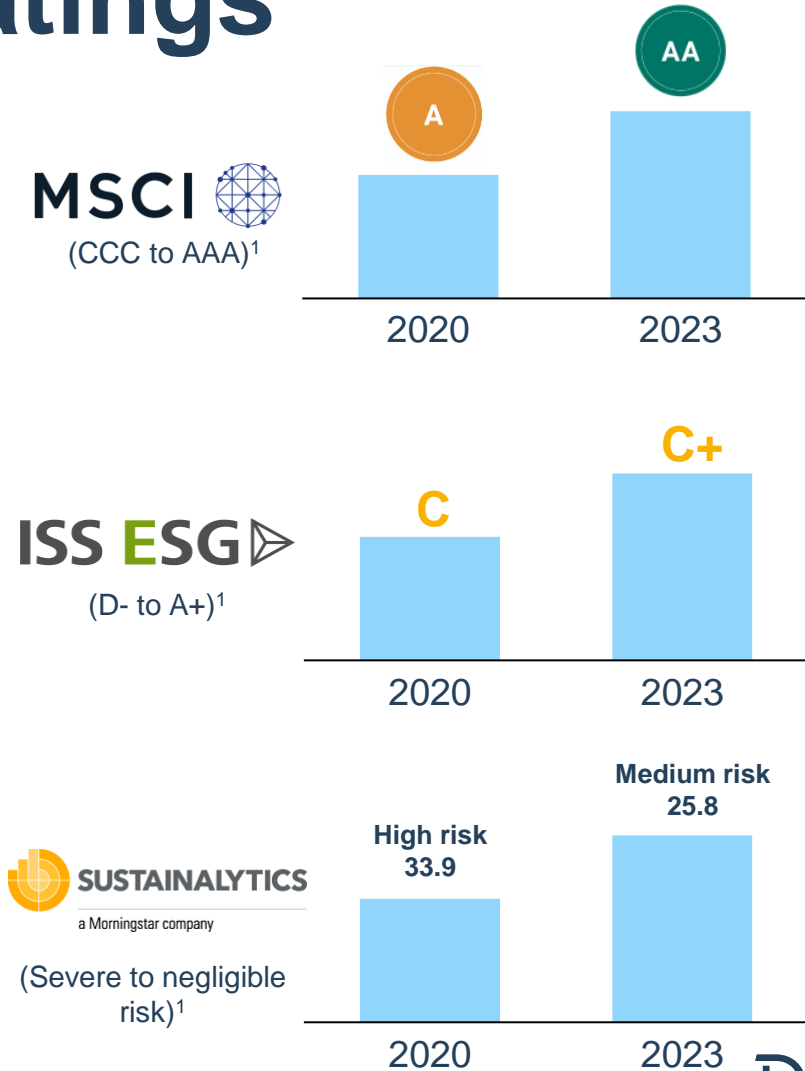 atings
A
AA
MSCI
(CCC to AAA)1
2020 2023
C
C+
ISS ESG
(D- to A+)1
2020 2023
High risk
33.9
Medium risk
25.8
SUSTAINALYTICS
a Morningstar company
(Severe to negligible
risk)1
2020 2023